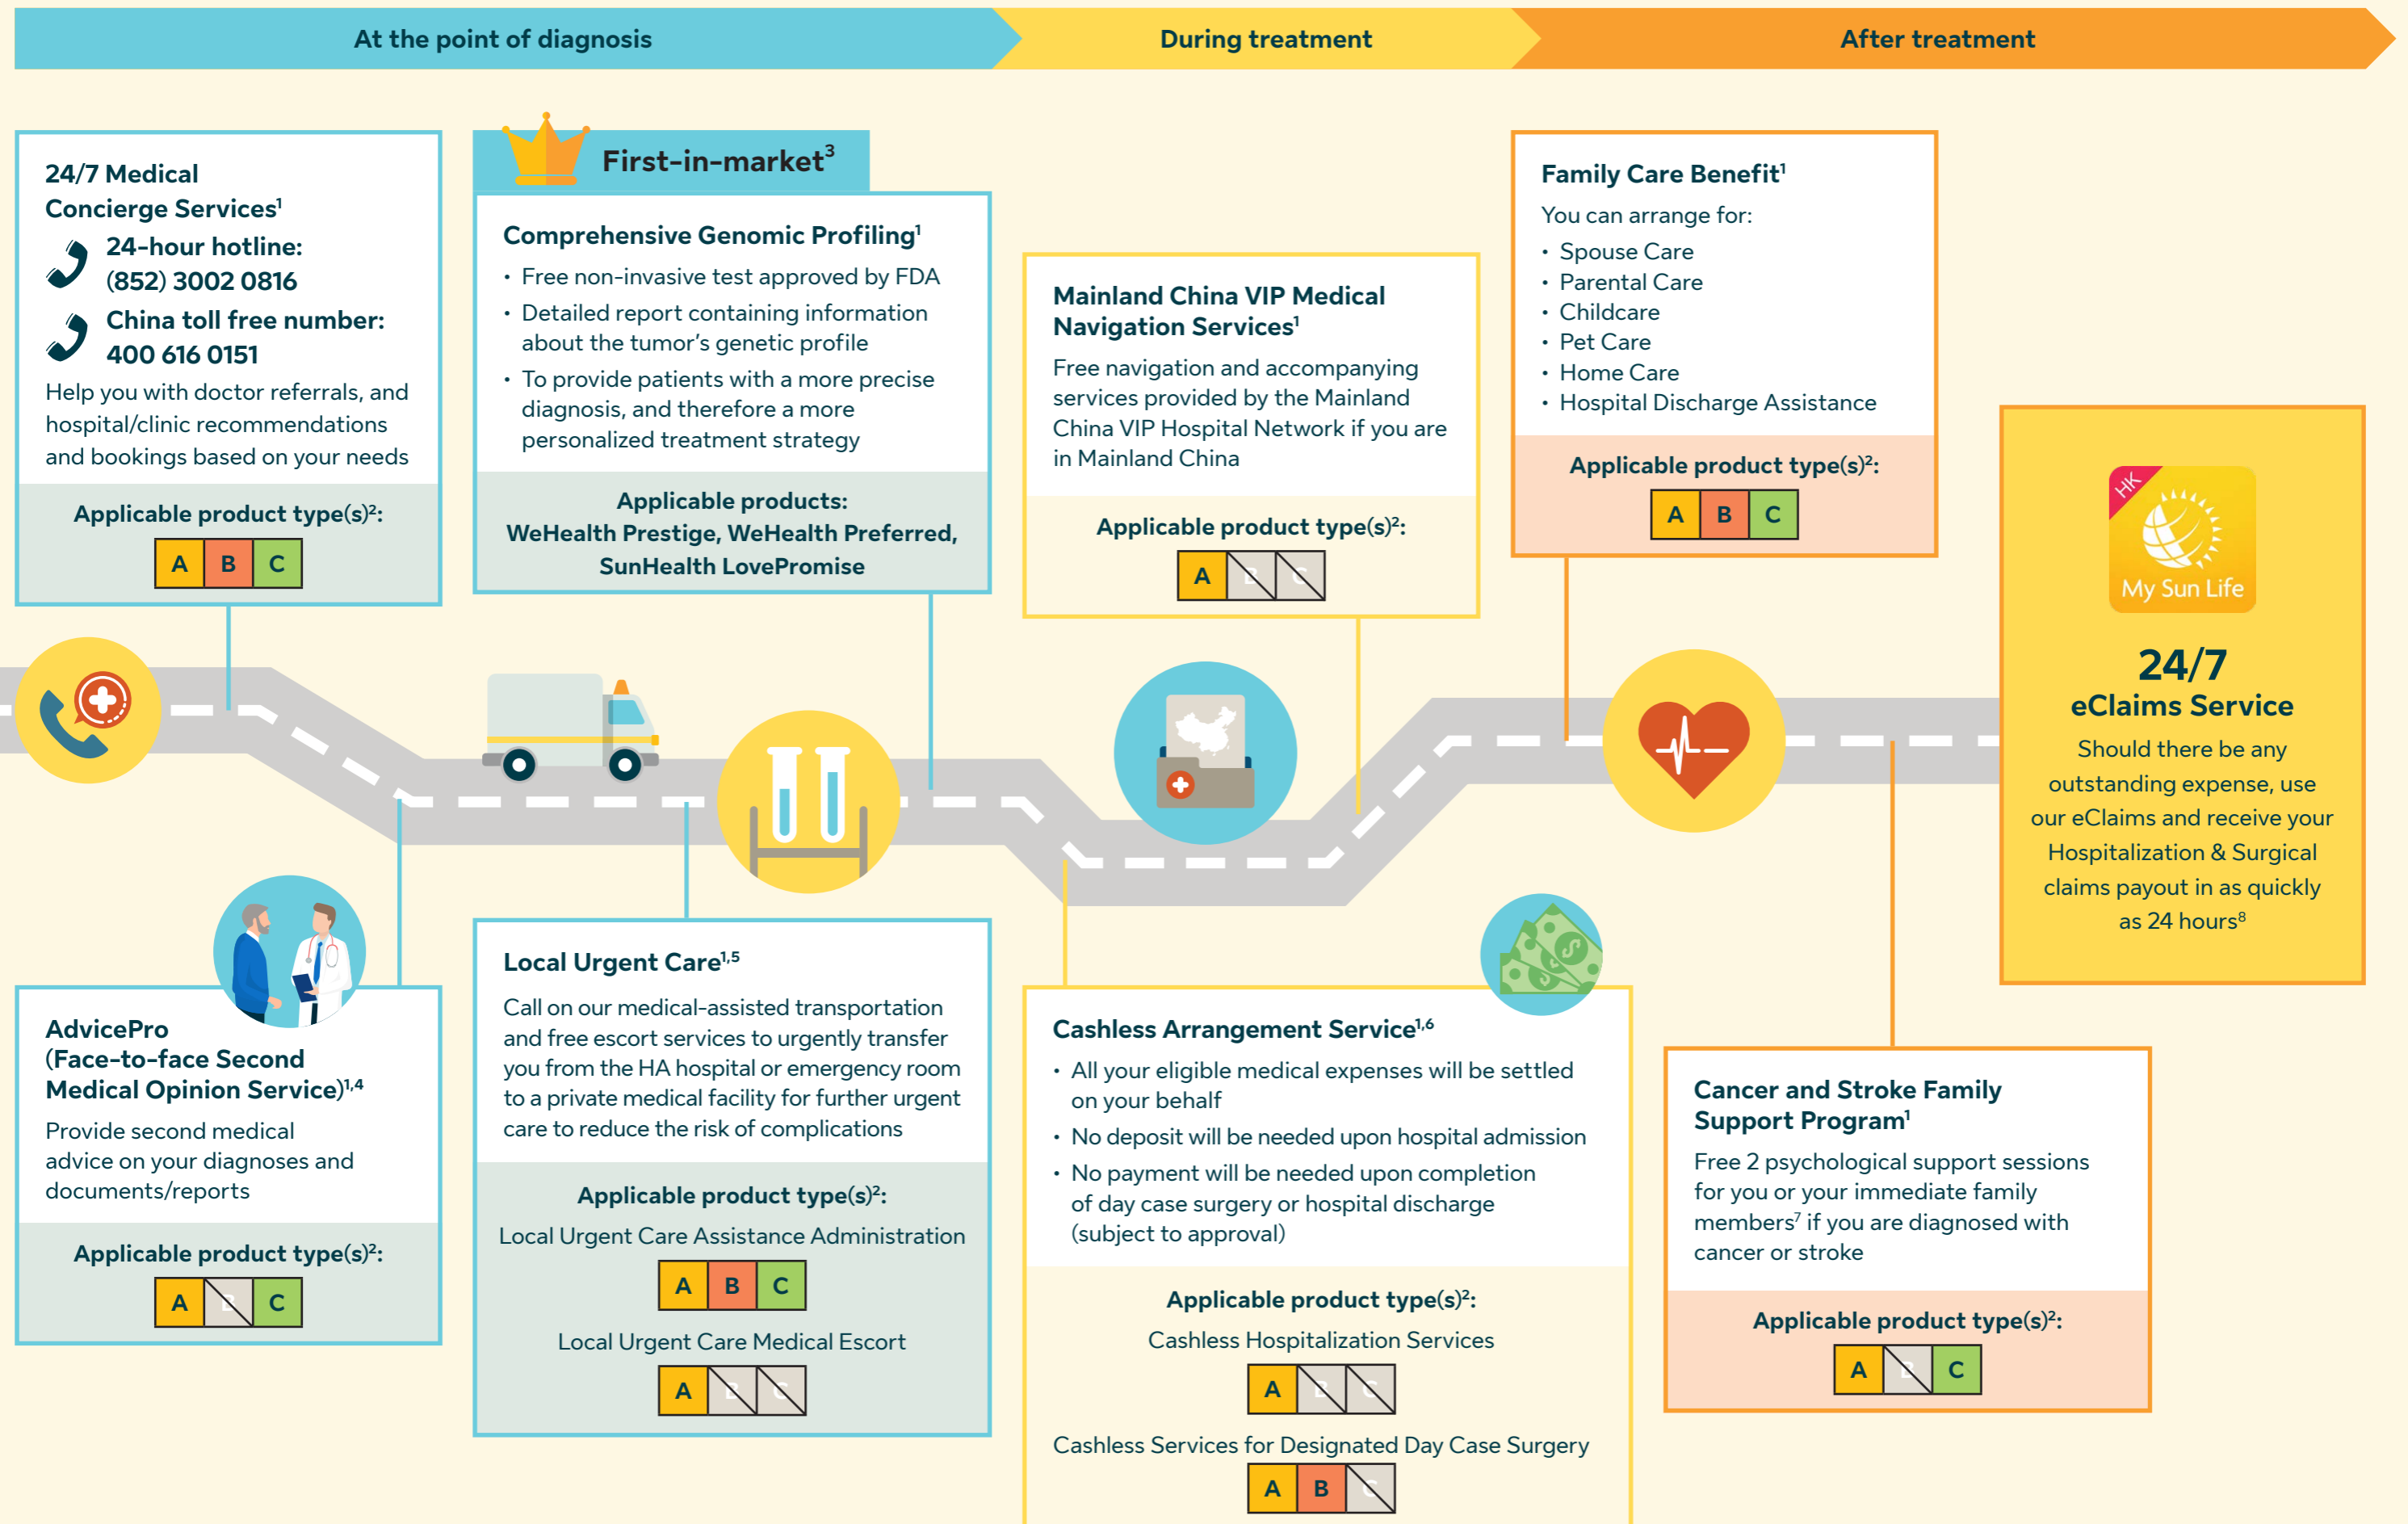 At the point of diagnosis
During treatment
After treatment
24/7 Medical
Concierge Services¹
24-hour hotline:
(852) 3002 0816
China toll free number:
400 616 0151
Help you with doctor referrals, and
hospital/clinic recommendations
and bookings based on your needs
Applicable product type(s)²:
A B C
First-in-market³
Comprehensive Genomic Profiling¹
• Free non-invasive test approved by FDA
• Detailed report containing information
about the tumor’s genetic profile
• To provide patients with a more precise
diagnosis, and therefore a more
personalized treatment strategy
Applicable products:
WeHealth Prestige, WeHealth Preferred,
SunHealth LovePromise
Mainland China VIP Medical
Navigation Services¹
Free navigation and accompanying
services provided by the Mainland
China VIP Hospital Network if you are
in Mainland China
Applicable product type(s)²:
A B C
Family Care Benefit¹
You can arrange for:
• Spouse Care
• Parental Care
• Childcare
• Pet Care
• Home Care
• Hospital Discharge Assistance
Applicable product type(s)²:
A B C
HK
My Sun Life
24/7
eClaims Service
Should there be any
outstanding expense, use
our eClaims and receive your
Hospitalization & Surgical
claims payout in as quickly
as 24 hours⁸
AdvicePro
(Face-to-face Second
Medical Opinion Service)¹,⁴
Provide second medical
advice on your diagnoses and
documents/reports
Applicable product type(s)²:
A B C
Local Urgent Care¹,⁵
Call on our medical-assisted transportation
and free escort services to urgently transfer
you from the HA hospital or emergency room
to a private medical facility for further urgent
care to reduce the risk of complications
Applicable product type(s)²:
Local Urgent Care Assistance Administration
A B C
Local Urgent Care Medical Escort
A B C
Cashless Arrangement Service¹,⁶
• All your eligible medical expenses will be settled
on your behalf
• No deposit will be needed upon hospital admission
• No payment will be needed upon completion
of day case surgery or hospital discharge
(subject to approval)
Applicable product type(s)²:
Cashless Hospitalization Services
A B C
Cashless Services for Designated Day Case Surgery
A B C
Cancer and Stroke Family
Support Program¹
Free 2 psychological support sessions
for you or your immediate family
members⁷ if you are diagnosed with
cancer or stroke
Applicable product type(s)²:
A B C